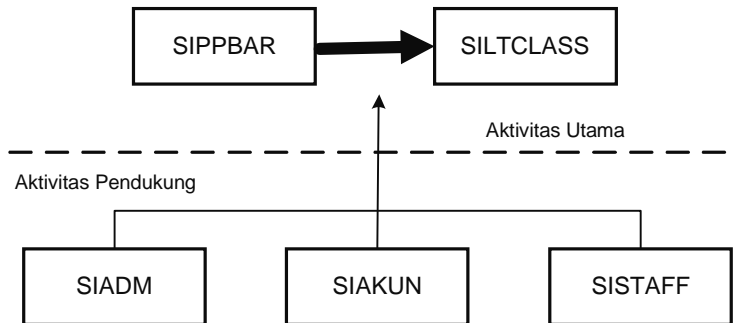 SIPPBAR
SILTCLASS
Aktivitas Utama
Aktivitas Pendukung
SIADM
SIAKUN
SISTAFF